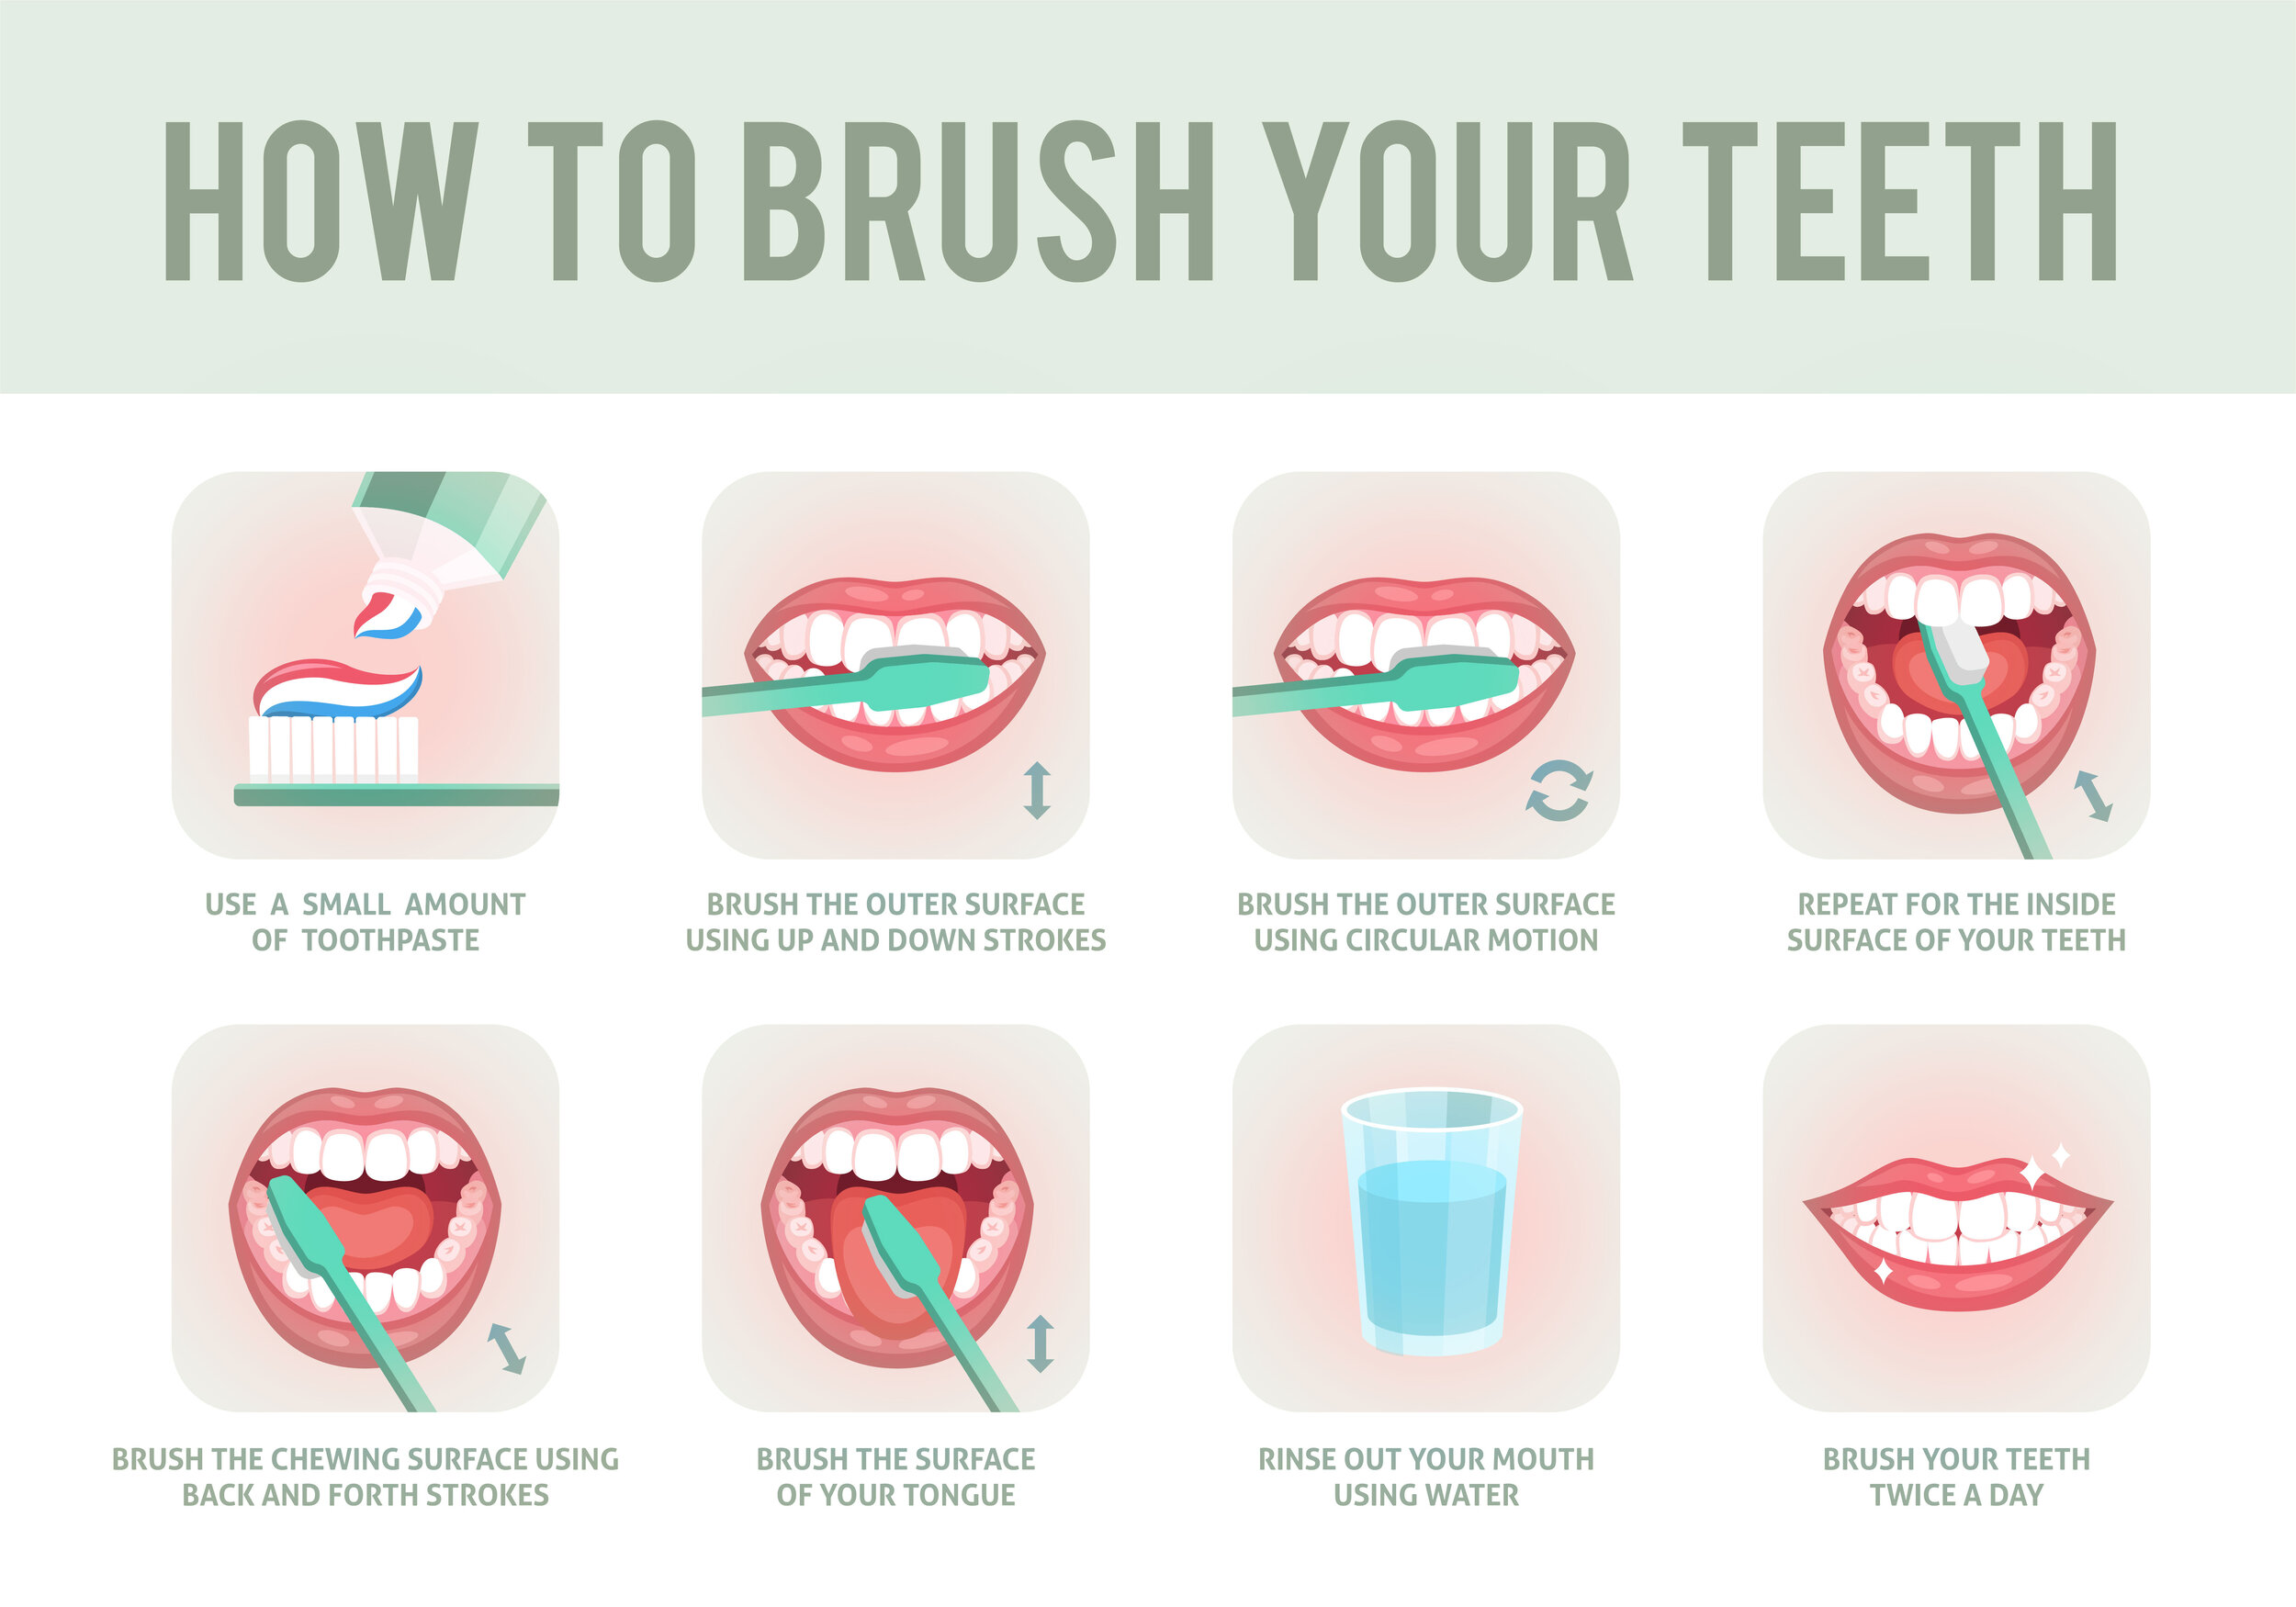 HOW TO BRUSH YOUR TEETH
USE A SMALL AMOUNT
OF TOOTHPASTE
BRUSH THE OUTER SURFACE
USING UP AND DOWN STROKES
BRUSH THE OUTER SURFACE
USING CIRCULAR MOTION
REPEAT FOR THE INSIDE
SURFACE OF YOUR TEETH
BRUSH THE CHEWING SURFACE USING
BACK AND FORTH STROKES
BRUSH THE SURFACE
OF YOUR TONGUE
RINSE OUT YOUR MOUTH
USING WATER
BRUSH YOUR TEETH
TWICE A DAY